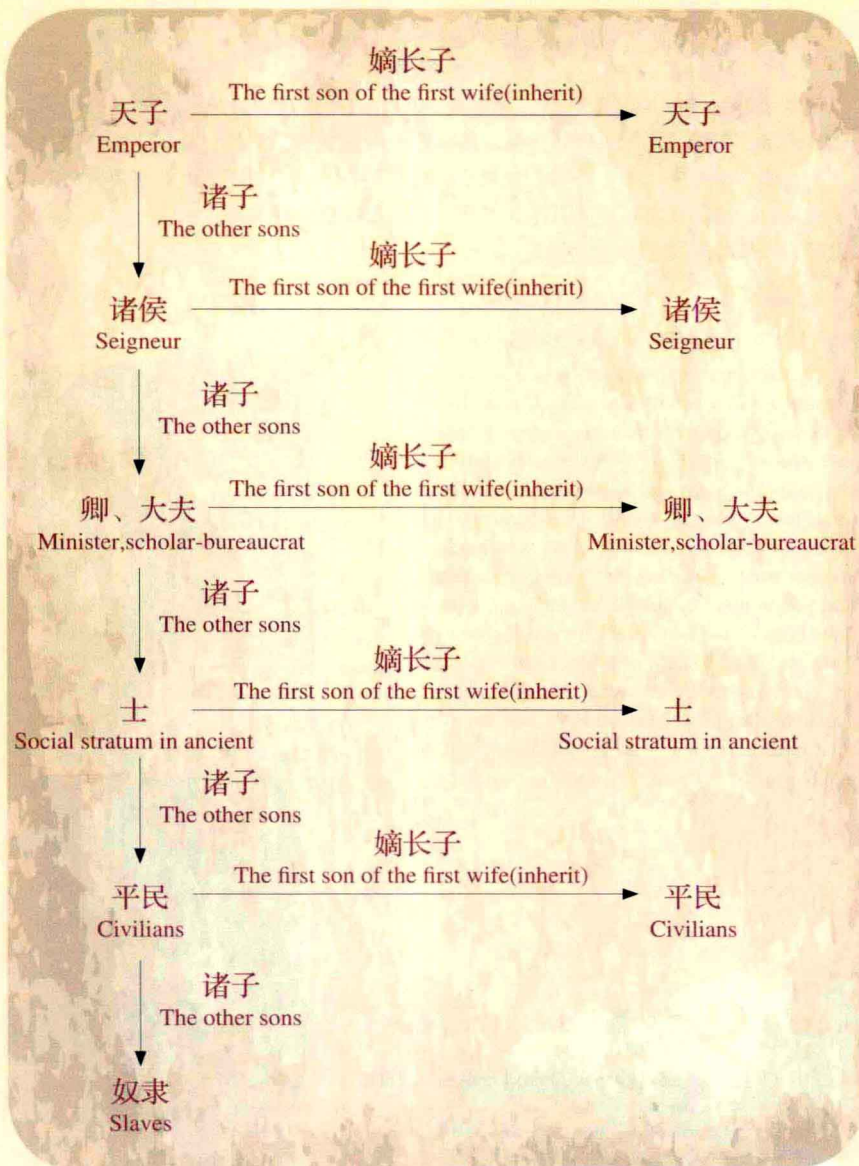 嫡长子
The first son of the first wife(inherit)
天子
Emperor
天子
Emperor
诸子
The other sons
嫡长子
The first son of the first wife(inherit)
诸侯
Seigneur
诸侯
Seigneur
诸子
The other sons
嫡长子
The first son of the first wife(inherit)
卿、大夫
Minister,scholar-bureaucrat
卿、大夫
Minister,scholar-bureaucrat
诸子
The other sons
嫡长子
The first son of the first wife(inherit)
士
Social stratum in ancient
士
Social stratum in ancient
诸子
The other sons
嫡长子
The first son of the first wife(inherit)
平民
Civilians
平民
Civilians
诸子
The other sons
奴隶
Slaves